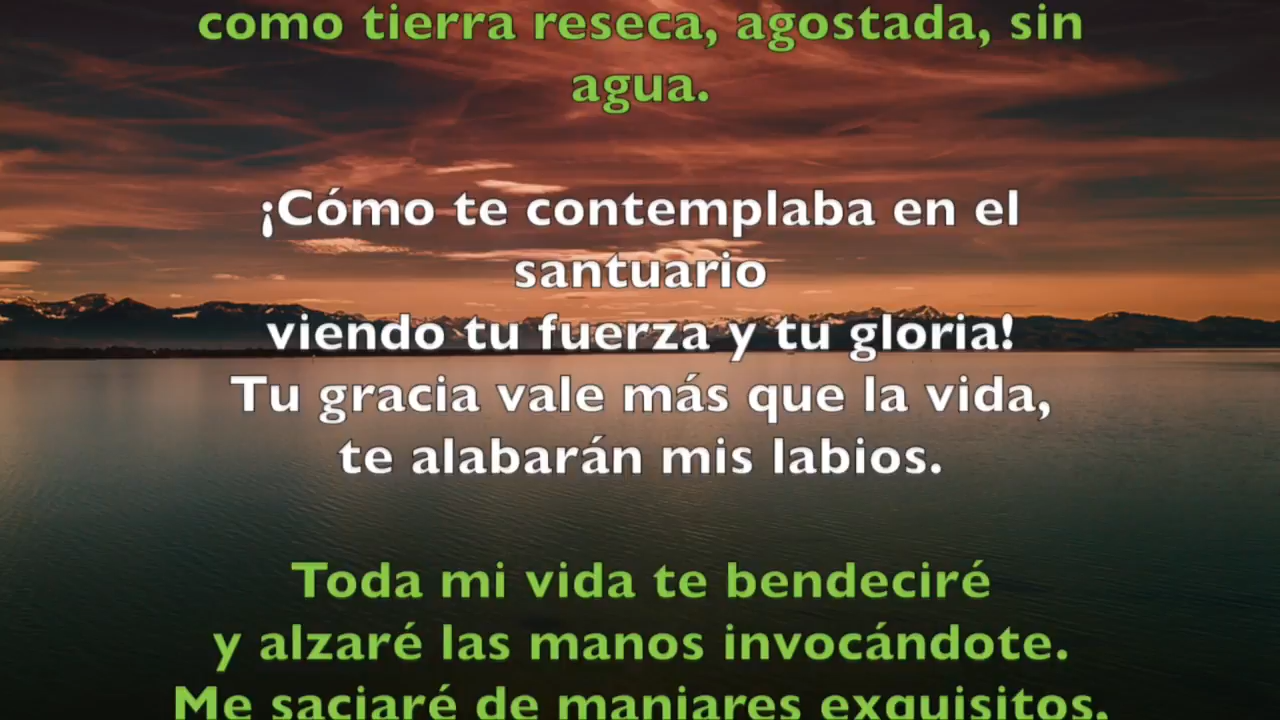 como tierra reseca, agostada, sin
agua.
¡Cómo te contemplaba en el
santuario
viendo tu fuerza y tu gloria!
Tu gracia vale más que la vida,
te alabarán mis labios.
Toda mi vida te bendeciré
y alzaré las manos invocándote.
Me saciaré de manjares exquisitos,